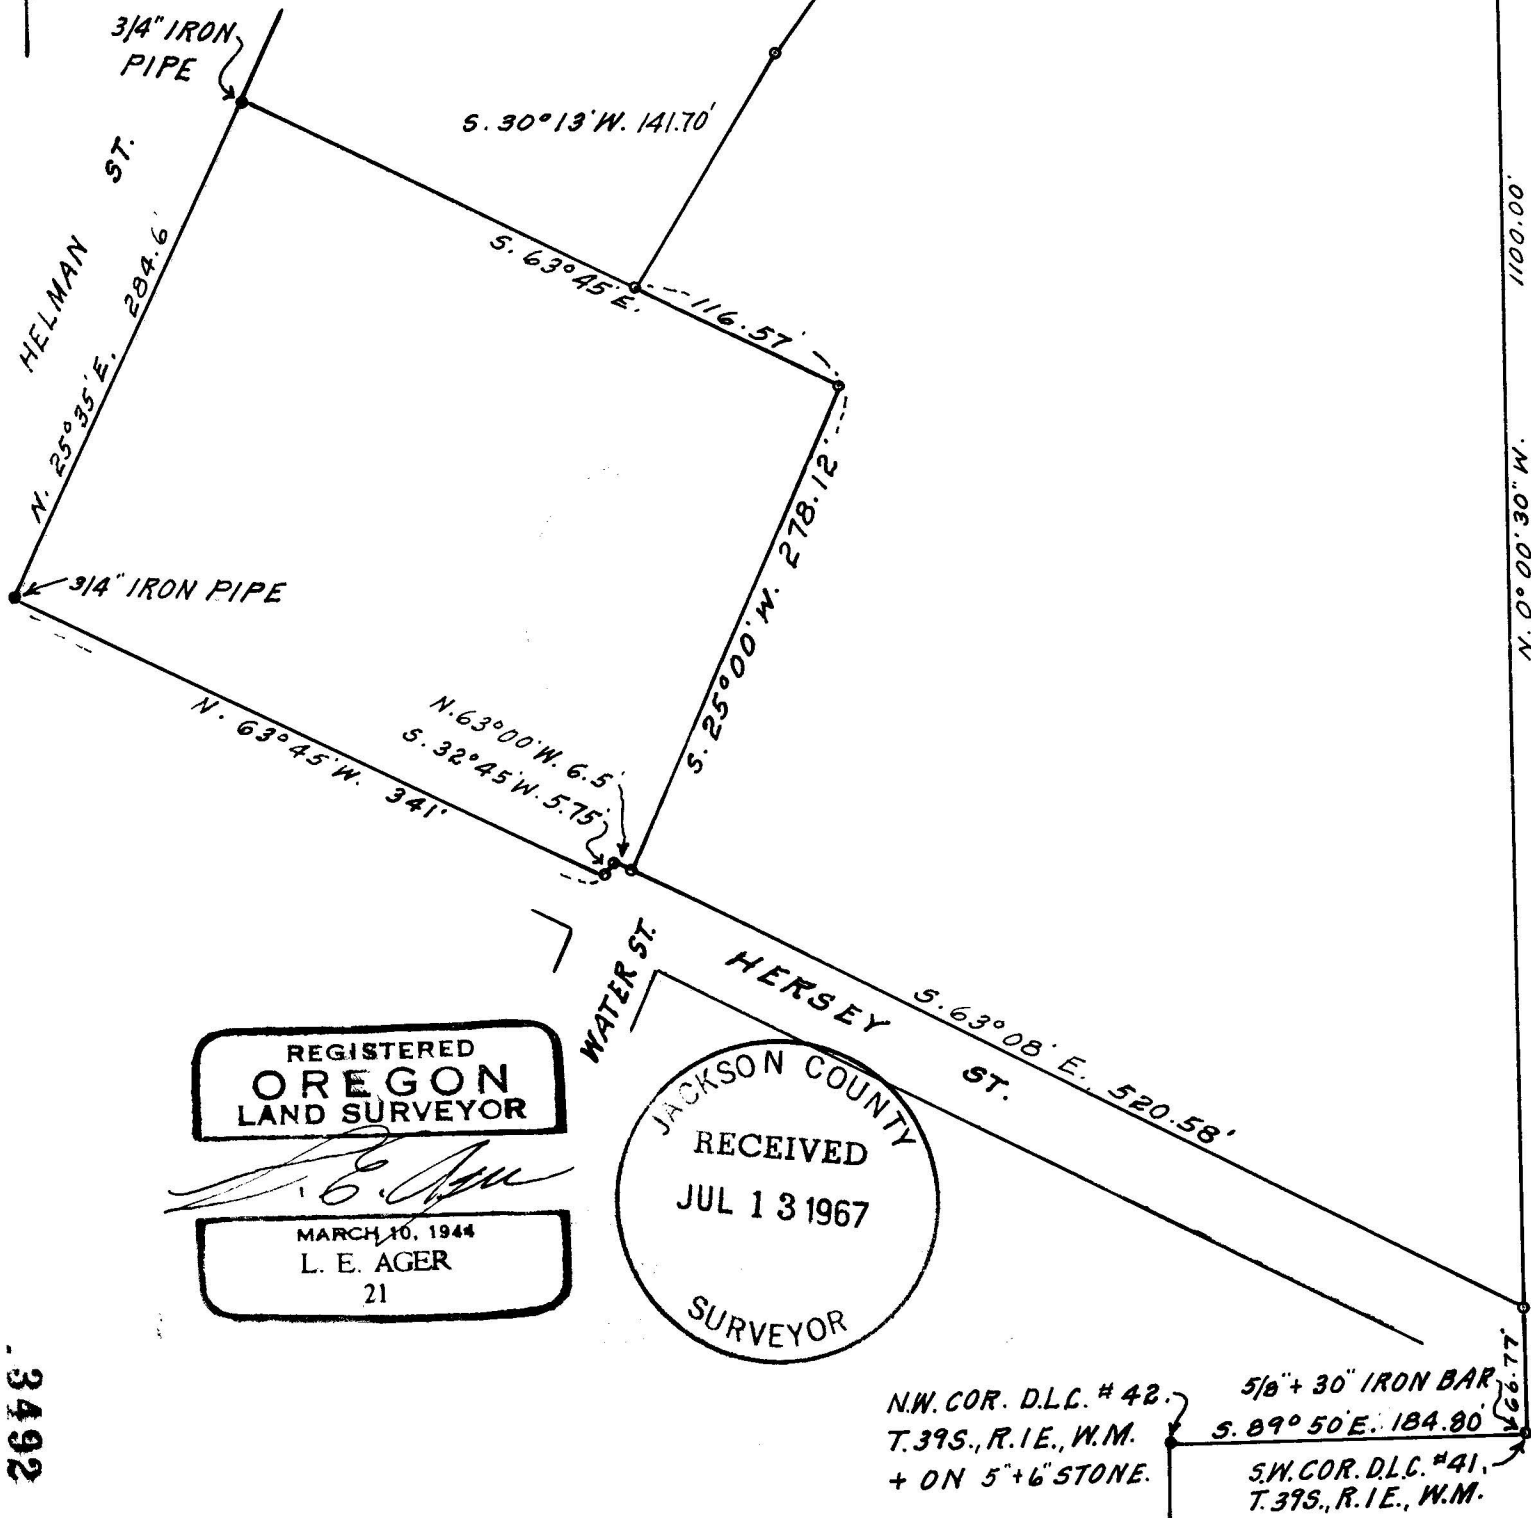 3/4" IRON
PIPE
S. 30° 13' W. 141.70'
HELMAN ST.
N. 25° 35' E. 284.6'
S. 63° 45' E.
116.57'
1100.00'
N. 0° 00' 30" W.
S. 25° 00' W. 278.12'
3/4" IRON PIPE
N. 63° 45' W. 341'
N. 63° 00' W. 6.5'
S. 32° 45' W. 5.75'
WATER ST.
HERSEY ST.
S. 63° 08' E. 520.58'
REGISTERED
OREGON
LAND SURVEYOR
L. E. Ager
MARCH 10, 1944
L. E. AGER
21
JACKSON COUNTY
RECEIVED
JUL 13 1967
SURVEYOR
66.77'
N.W. COR. D.L.C. #42.
T. 39S., R. 1E., W.M.
+ ON 5"+6" STONE.
5/8"+ 30" IRON BAR
S. 89° 50' E. 184.80'
S.W. COR. D.L.C. #41,
T. 39S., R. 1E., W.M.
3492